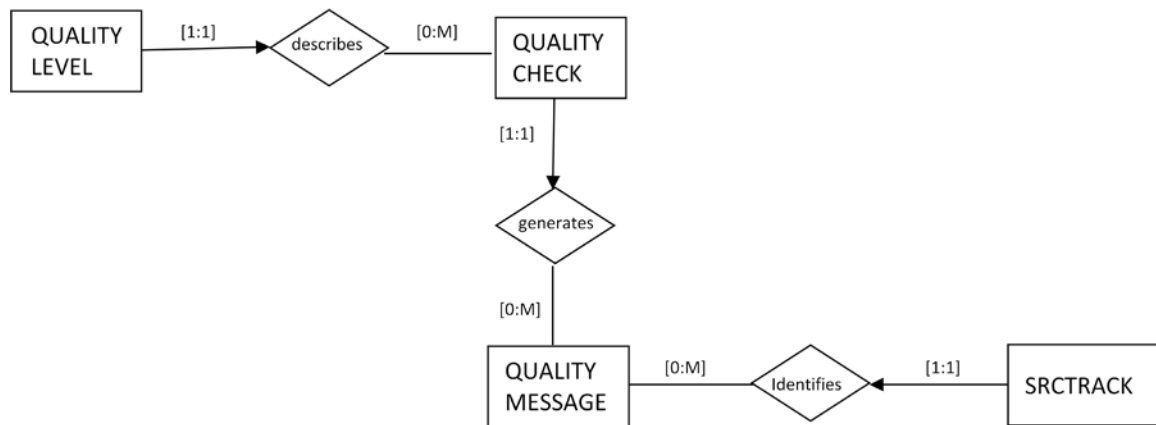 QUALITY
LEVEL
[1:1]
describes
[0:M]
QUALITY
CHECK
[1:1]
generates
[0:M]
QUALITY
MESSAGE
[0:M]
Identifies
[1:1]
SRCTRACK